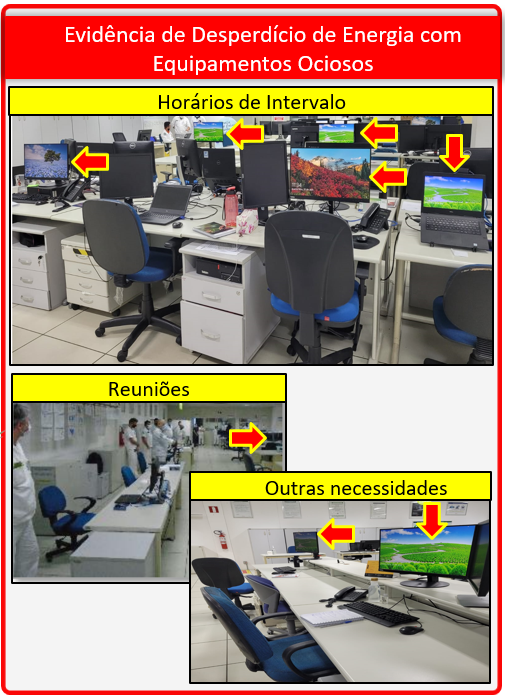 Evidência de Desperdício de Energia com
Equipamentos Ociosos
Horários de Intervalo
Reuniões
Outras necessidades